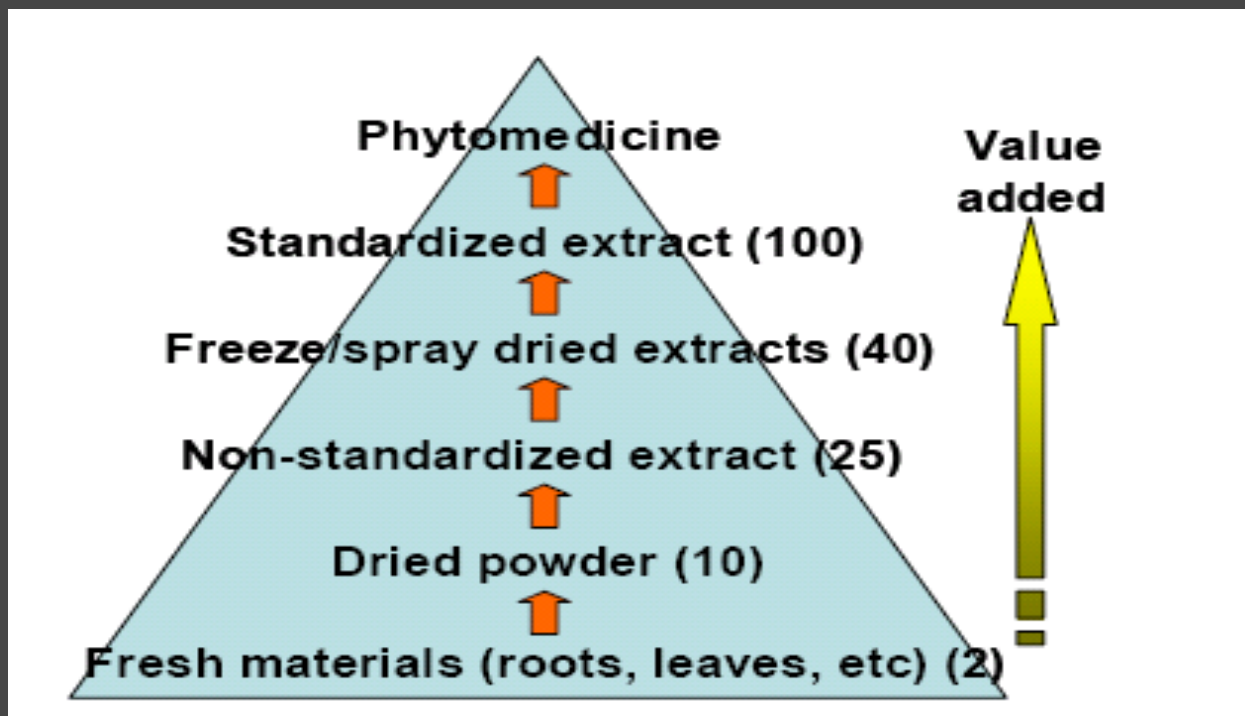 Phytomedicine
Standardized extract (100)
Freeze/spray dried extracts (40)
Non-standardized extract (25)
Dried powder (10)
Fresh materials (roots, leaves, etc) (2)
Value
added